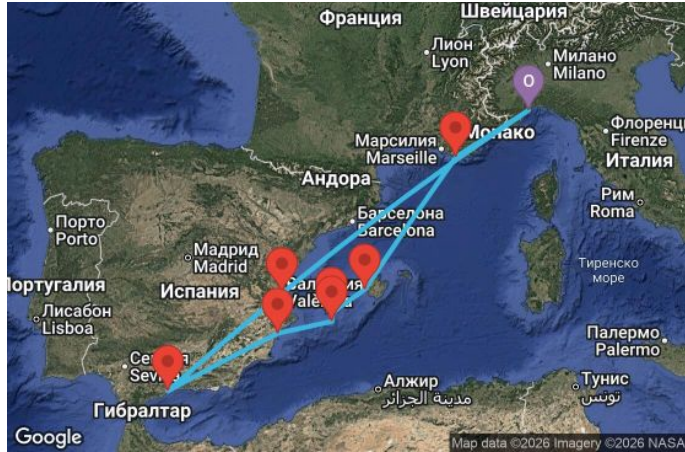 Швейцария
Франция
Лион
Lyon
Милано
Milano
O
Марсилия
Marseille
Монако
Флоренц
Firenze
Италия
Андора
Барселона
Barcelona
Рим
Roma
Порто
Porto
Мадрид
Madrid
Тиренско
море
Португалия
Испания
Лисабон
Lisboa
Палермо
Palermo
Гибралтар
Алжир
مدينة الجزائر
Тунис
تونس
Google
Map data ©2026 Imagery ©2026 NASA